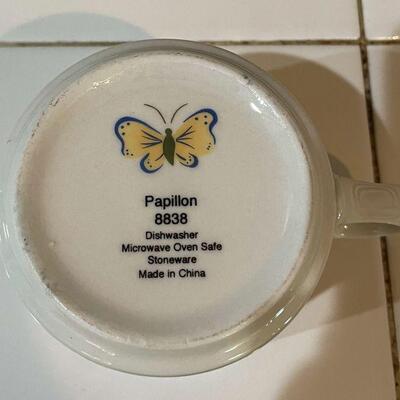 Papillon
8838
Dishwasher
Microwave Oven Safe
Stoneware
Made in China